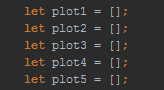 let plot1 = [];
let plot2 = [];
let plot3 = [];
let plot4 = [];
let plot5 = [];